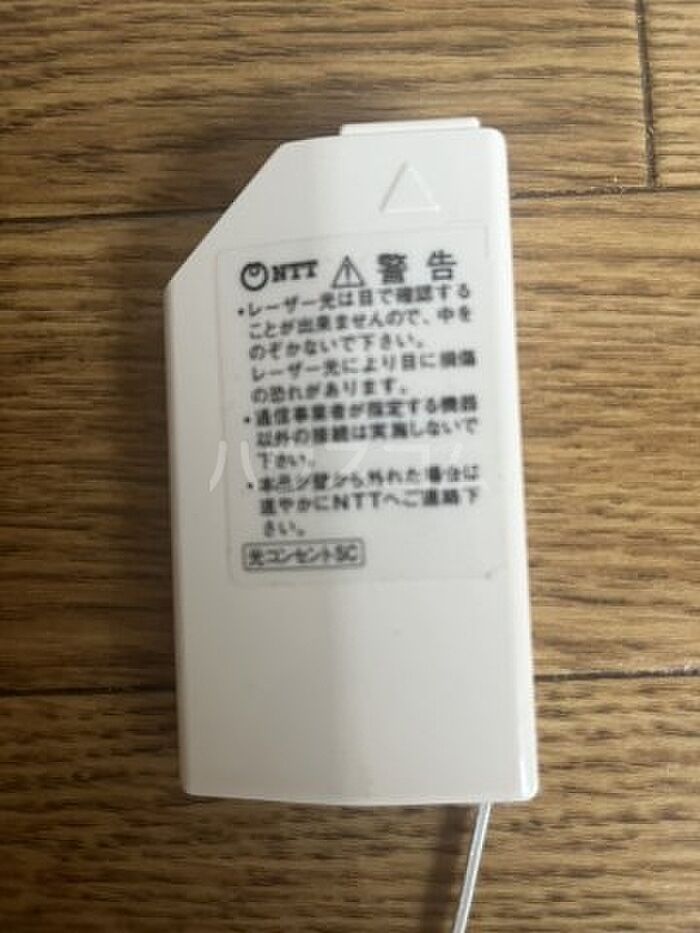 NTT ⚠ 警告
・レーザー光は目で確認する
ことが出来ませんので、中を
のぞかないで下さい。
レーザー光により目に損傷
の恐れがあります。
・通信事業者が指定する機器
以外の接続は実施しないで
下さい。
・本品が壁から外れた場合は
速やかにNTTへご連絡下
さい。
光コンセントSC